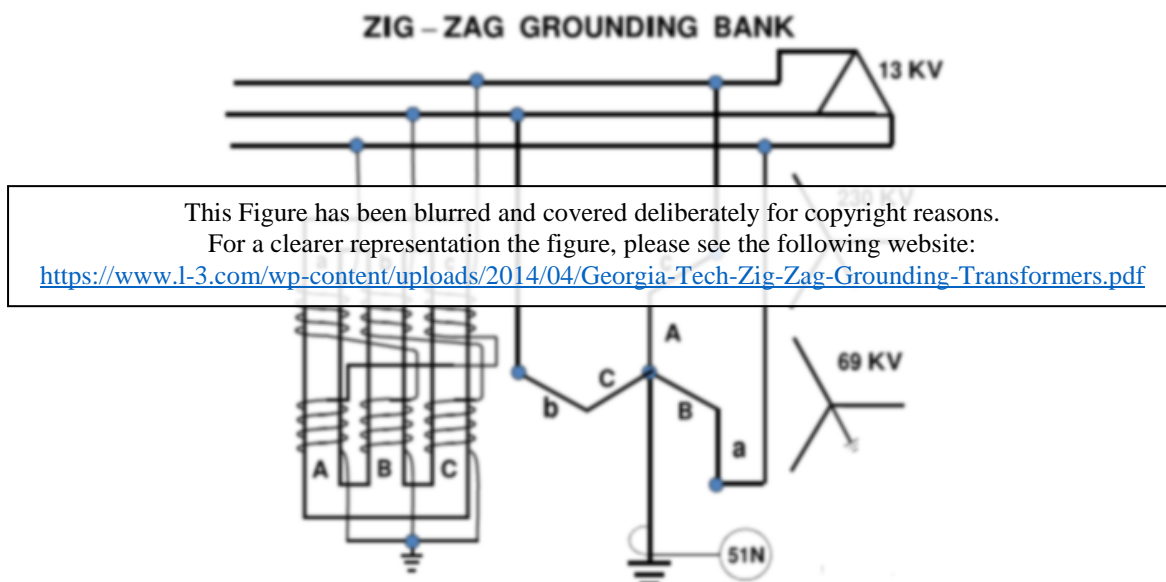 ZIG – ZAG GROUNDING BANK
13 KV
230 KV
This Figure has been blurred and covered deliberately for copyright reasons.
For a clearer representation the figure, please see the following website:
https://www.l-3.com/wp-content/uploads/2014/04/Georgia-Tech-Zig-Zag-Grounding-Transformers.pdf
a b c
c
A
69 KV
C
b
B
A B C
a
51N